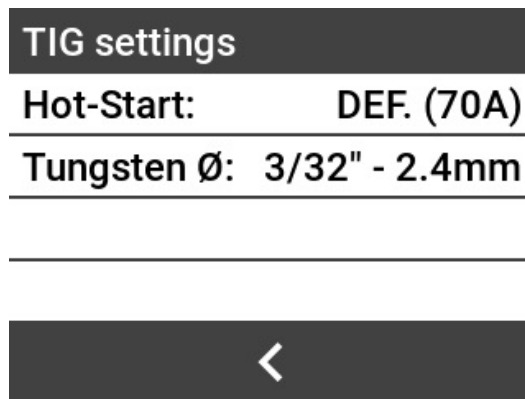 TIG settings
Hot-Start: DEF. (70A)
Tungsten Ø: 3/32" - 2.4mm